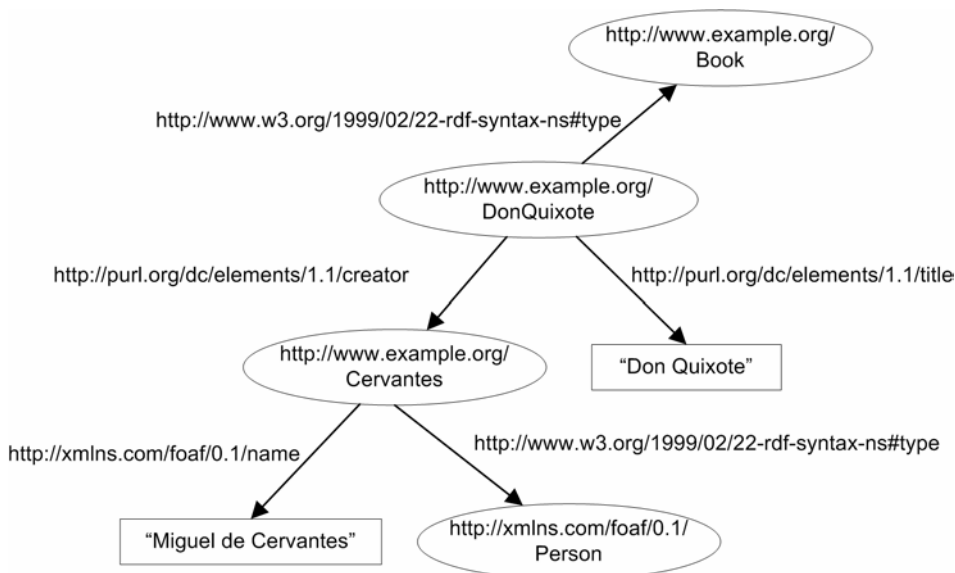 http://www.example.org/
Book
http://www.w3.org/1999/02/22-rdf-syntax-ns#type
http://www.example.org/
DonQuixote
http://purl.org/dc/elements/1.1/creator
http://purl.org/dc/elements/1.1/title
http://www.example.org/
Cervantes
“Don Quixote”
http://xmlns.com/foaf/0.1/name
http://www.w3.org/1999/02/22-rdf-syntax-ns#type
“Miguel de Cervantes”
http://xmlns.com/foaf/0.1/
Person